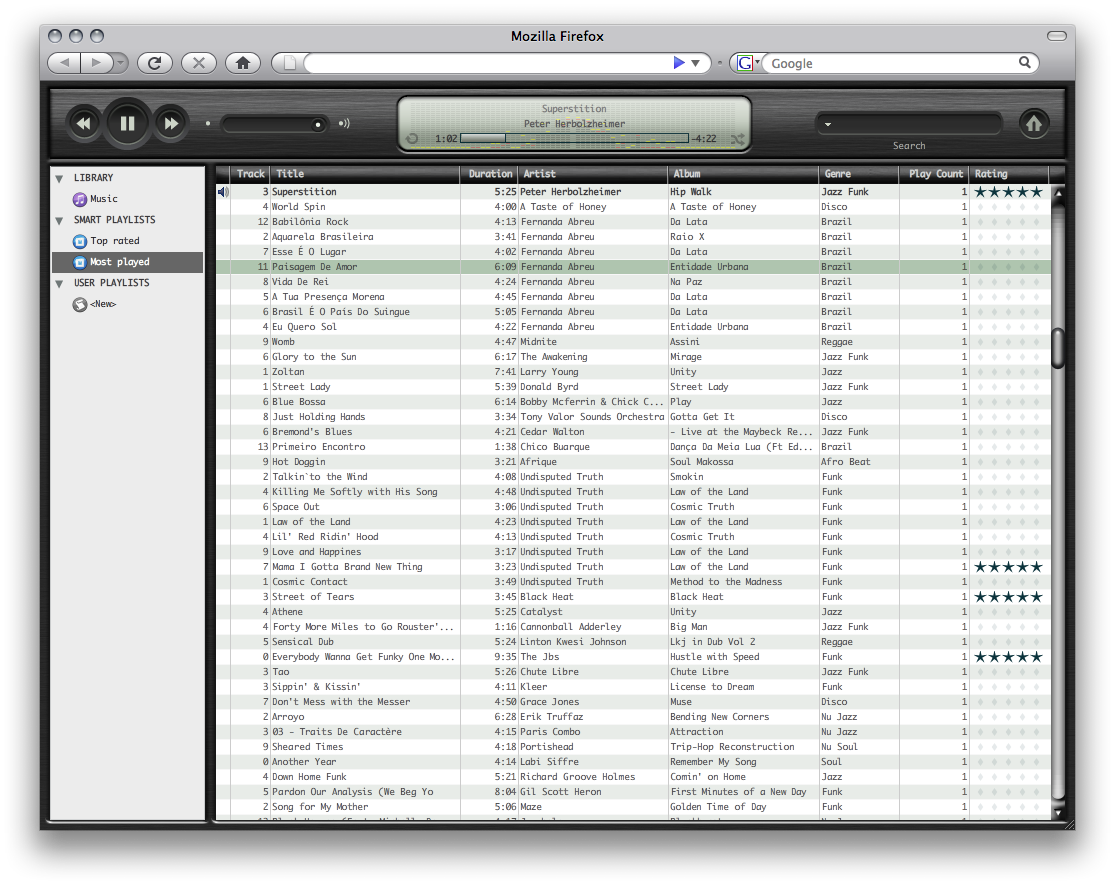 Mozilla Firefox
Google
Superstition
Peter Herbolzheimer
1:02 -4:22
Search
LIBRARY
Music
SMART PLAYLISTS
Top rated
Most played
USER PLAYLISTS
<New>
Track Title Duration Artist Album Genre Play Count Rating
3 Superstition 5:25 Peter Herbolzheimer Hip Walk Jazz Funk 1
4 World Spin 4:00 A Taste of Honey A Taste of Honey Disco 1
12 Babilônia Rock 4:13 Fernanda Abreu Da Lata Brazil 1
2 Aquarela Brasileira 3:41 Fernanda Abreu Raio X Brazil 1
7 Esse É O Lugar 4:02 Fernanda Abreu Da Lata Brazil 1
11 Paisagem De Amor 6:09 Fernanda Abreu Entidade Urbana Brazil 1
8 Vida De Rei 4:24 Fernanda Abreu Na Paz Brazil 1
5 A Tua Presença Morena 4:45 Fernanda Abreu Da Lata Brazil 1
6 Brasil É O País Do Suingue 5:05 Fernanda Abreu Da Lata Brazil 1
4 Eu Quero Sol 4:22 Fernanda Abreu Entidade Urbana Brazil 1
9 Womb 4:47 Midnite Assini Reggae 1
6 Glory to the Sun 6:17 The Awakening Mirage Jazz Funk 1
1 Zoltan 7:41 Larry Young Unity Jazz 1
1 Street Lady 5:39 Donald Byrd Street Lady Jazz Funk 1
6 Blue Bossa 6:14 Bobby Mcferrin & Chick C... Play Jazz 1
8 Just Holding Hands 3:34 Tony Valor Sounds Orchestra Gotta Get It Disco 1
6 Bremond's Blues 4:21 Cedar Walton - Live at the Maybeck Re... Jazz Funk 1
13 Primeiro Encontro 1:38 Chico Buarque Dança Da Meia Lua (Ft Ed... Brazil 1
9 Hot Doggin 3:21 Afrique Soul Makossa Afro Beat 1
2 Talkin`to the Wind 4:08 Undisputed Truth Smokin Funk 1
4 Killing Me Softly with His Song 4:48 Undisputed Truth Law of the Land Funk 1
6 Space Out 3:06 Undisputed Truth Cosmic Truth Funk 1
1 Law of the Land 4:23 Undisputed Truth Law of the Land Funk 1
4 Lil' Red Ridin' Hood 4:13 Undisputed Truth Cosmic Truth Funk 1
9 Love and Happines 3:17 Undisputed Truth Law of the Land Funk 1
7 Mama I Gotta Brand New Thing 3:23 Undisputed Truth Law of the Land Funk 1
1 Cosmic Contact 3:49 Undisputed Truth Method to the Madness Funk 1
3 Street of Tears 3:45 Black Heat Black Heat Funk 1
4 Athene 5:25 Catalyst Unity Jazz 1
4 Forty More Miles to Go Rouster'... 1:16 Cannonball Adderley Big Man Jazz Funk 1
5 Sensical Dub 5:24 Linton Kwesi Johnson Lkj in Dub Vol 2 Reggae 1
0 Everybody Wanna Get Funky One Mo... 9:35 The Jbs Hustle with Speed Funk 1
3 Tao 5:26 Chute Libre Chute Libre Jazz Funk 1
3 Sippin' & Kissin' 4:11 Kleer License to Dream Funk 1
7 Don't Mess with the Messer 4:50 Grace Jones Muse Disco 1
2 Arroyo 6:28 Erik Truffaz Bending New Corners Nu Jazz 1
3 03 - Traits De Caractère 4:15 Paris Combo Attraction Nu Jazz 1
9 Sheared Times 4:18 Portishead Trip-Hop Reconstruction Nu Soul 1
0 Another Year 4:14 Labi Siffre Remember My Song Soul 1
4 Down Home Funk 5:21 Richard Groove Holmes Comin' on Home Jazz 1
5 Pardon Our Analysis (We Beg Yo 8:04 Gil Scott Heron First Minutes of a New Day Funk 1
2 Song for My Mother 5:06 Maze Golden Time of Day Funk 1